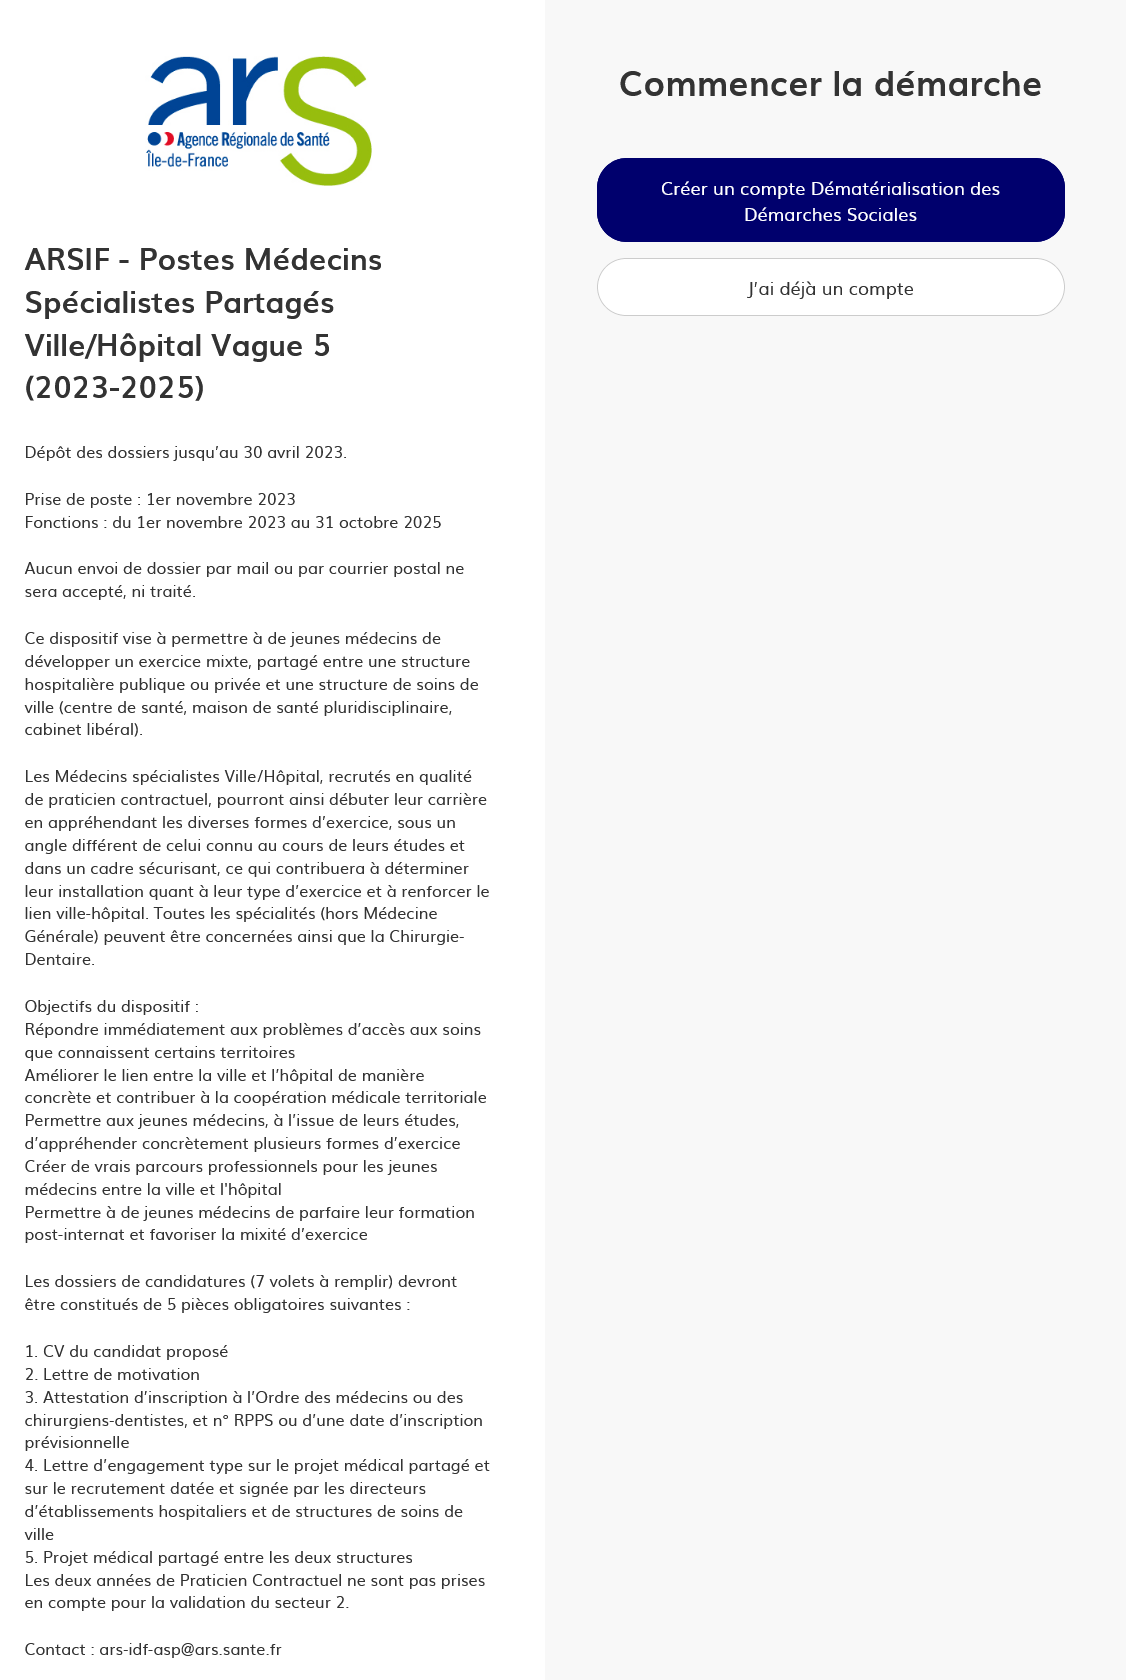 ars
Agence Régionale de Santé
Île-de-France
ARSIF - Postes Médecins
Spécialistes Partagés
Ville/Hôpital Vague 5
(2023-2025)
Dépôt des dossiers jusqu’au 30 avril 2023.
Prise de poste : 1er novembre 2023
Fonctions : du 1er novembre 2023 au 31 octobre 2025
Aucun envoi de dossier par mail ou par courrier postal ne
sera accepté, ni traité.
Ce dispositif vise à permettre à de jeunes médecins de
développer un exercice mixte, partagé entre une structure
hospitalière publique ou privée et une structure de soins de
ville (centre de santé, maison de santé pluridisciplinaire,
cabinet libéral).
Les Médecins spécialistes Ville/Hôpital, recrutés en qualité
de praticien contractuel, pourront ainsi débuter leur carrière
en appréhendant les diverses formes d’exercice, sous un
angle différent de celui connu au cours de leurs études et
dans un cadre sécurisant, ce qui contribuera à déterminer
leur installation quant à leur type d’exercice et à renforcer le
lien ville-hôpital. Toutes les spécialités (hors Médecine
Générale) peuvent être concernées ainsi que la Chirurgie-
Dentaire.
Objectifs du dispositif :
Répondre immédiatement aux problèmes d’accès aux soins
que connaissent certains territoires
Améliorer le lien entre la ville et l’hôpital de manière
concrète et contribuer à la coopération médicale territoriale
Permettre aux jeunes médecins, à l’issue de leurs études,
d’appréhender concrètement plusieurs formes d’exercice
Créer de vrais parcours professionnels pour les jeunes
médecins entre la ville et l'hôpital
Permettre à de jeunes médecins de parfaire leur formation
post-internat et favoriser la mixité d’exercice
Les dossiers de candidatures (7 volets à remplir) devront
être constitués de 5 pièces obligatoires suivantes :
1. CV du candidat proposé
2. Lettre de motivation
3. Attestation d’inscription à l’Ordre des médecins ou des
chirurgiens-dentistes, et n° RPPS ou d’une date d’inscription
prévisionnelle
4. Lettre d’engagement type sur le projet médical partagé et
sur le recrutement datée et signée par les directeurs
d’établissements hospitaliers et de structures de soins de
ville
5. Projet médical partagé entre les deux structures
Les deux années de Praticien Contractuel ne sont pas prises
en compte pour la validation du secteur 2.
Contact : ars-idf-asp@ars.sante.fr
Commencer la démarche
Créer un compte Dématérialisation des
Démarches Sociales
J’ai déjà un compte